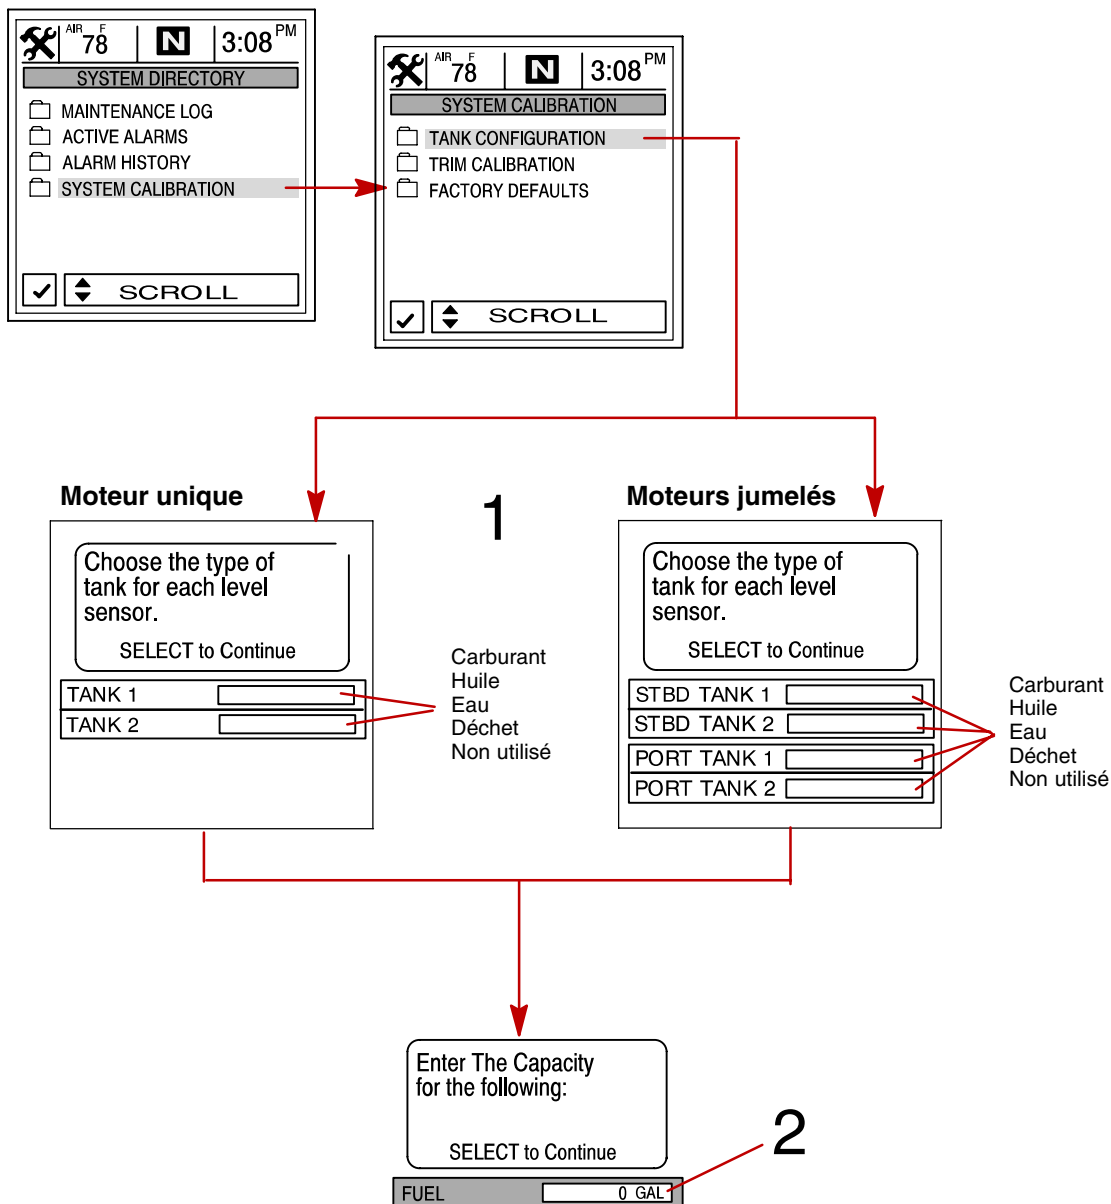 AIR F 78 N 3:08 PM
SYSTEM DIRECTORY
MAINTENANCE LOG
ACTIVE ALARMS
ALARM HISTORY
SYSTEM CALIBRATION
SCROLL
AIR F 78 N 3:08 PM
SYSTEM CALIBRATION
TANK CONFIGURATION
TRIM CALIBRATION
FACTORY DEFAULTS
SCROLL
Moteur unique
1
Moteurs jumelés
Choose the type of
tank for each level
sensor.
SELECT to Continue
TANK 1
TANK 2
Carburant
Huile
Eau
Déchet
Non utilisé
Choose the type of
tank for each level
sensor.
SELECT to Continue
STBD TANK 1
STBD TANK 2
PORT TANK 1
PORT TANK 2
Carburant
Huile
Eau
Déchet
Non utilisé
Enter The Capacity
for the following:
SELECT to Continue
2
FUEL 0 GAL